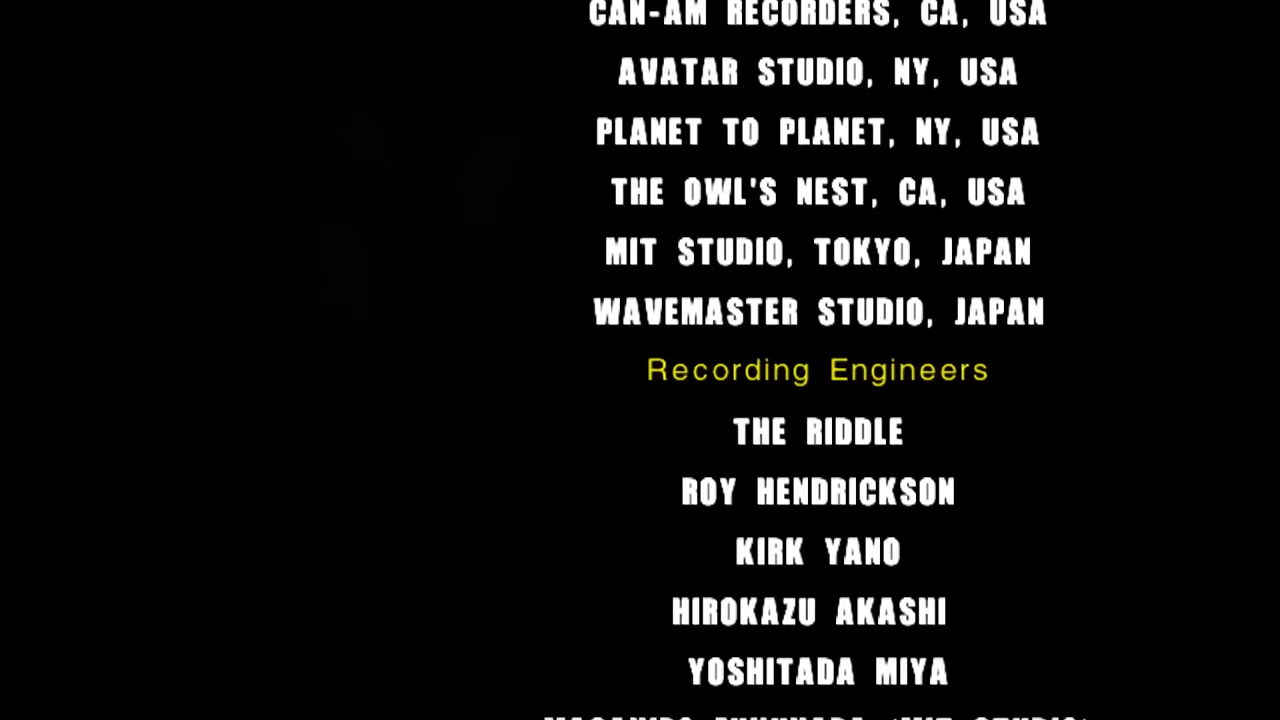 CAN-AM RECORDERS, CA, USA
AVATAR STUDIO, NY, USA
PLANET TO PLANET, NY, USA
THE OWL'S NEST, CA, USA
MIT STUDIO, TOKYO, JAPAN
WAVEMASTER STUDIO, JAPAN
Recording Engineers
THE RIDDLE
ROY HENDRICKSON
KIRK YANO
HIROKAZU AKASHI
YOSHITADA MIYA